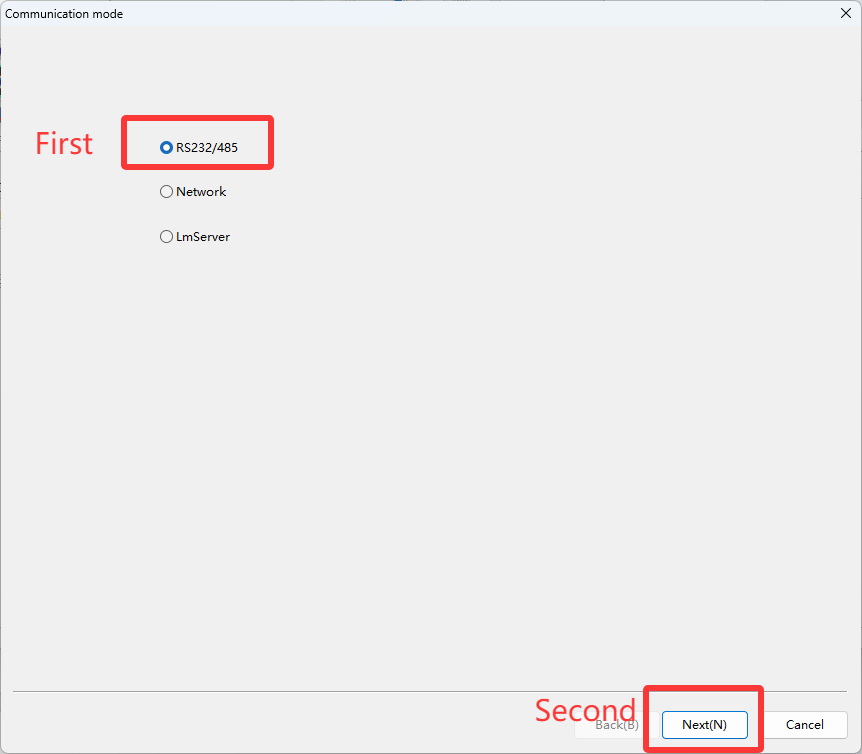 Communication mode
First
RS232/485
Network
LmServer
Second
Back(B)
Next(N)
Cancel